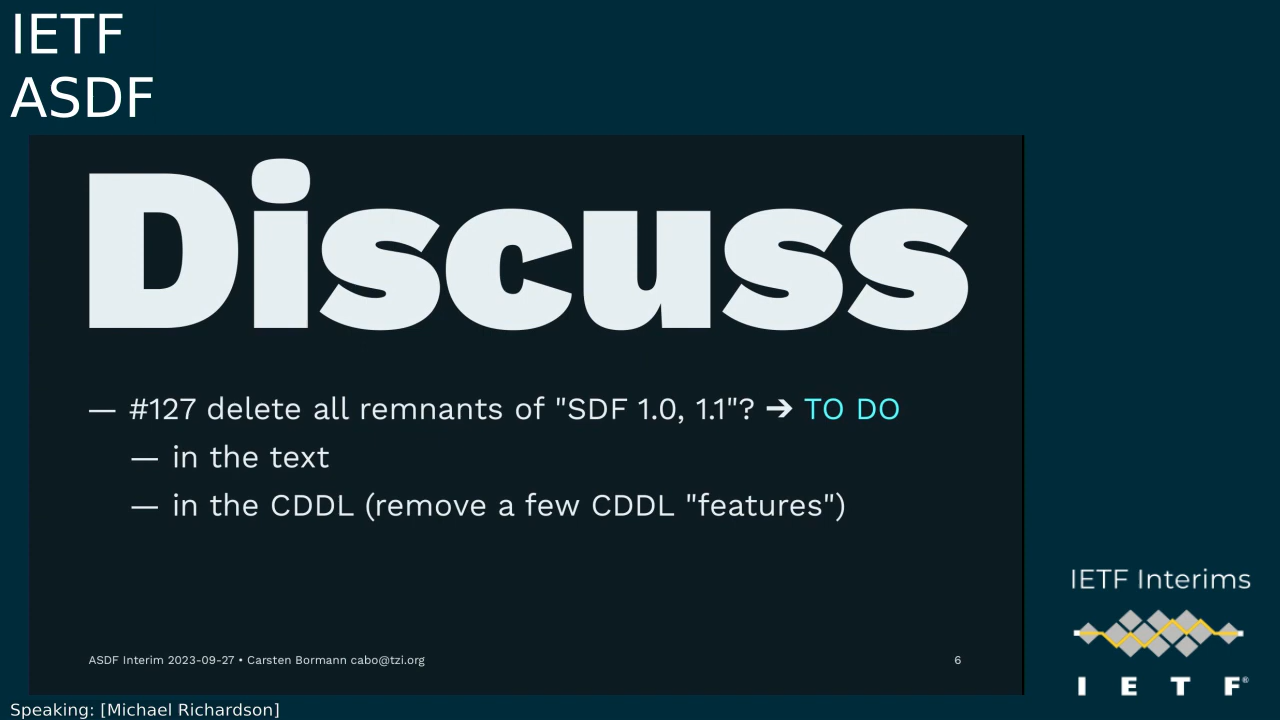 IETF
ASDF
Discuss
— #127 delete all remnants of "SDF 1.0, 1.1"? ➔ TO DO
— in the text
— in the CDDL (remove a few CDDL "features")
ASDF Interim 2023-09-27 • Carsten Bormann cabo@tzi.org
6
IETF Interims
I E T F®
Speaking: [Michael Richardson]